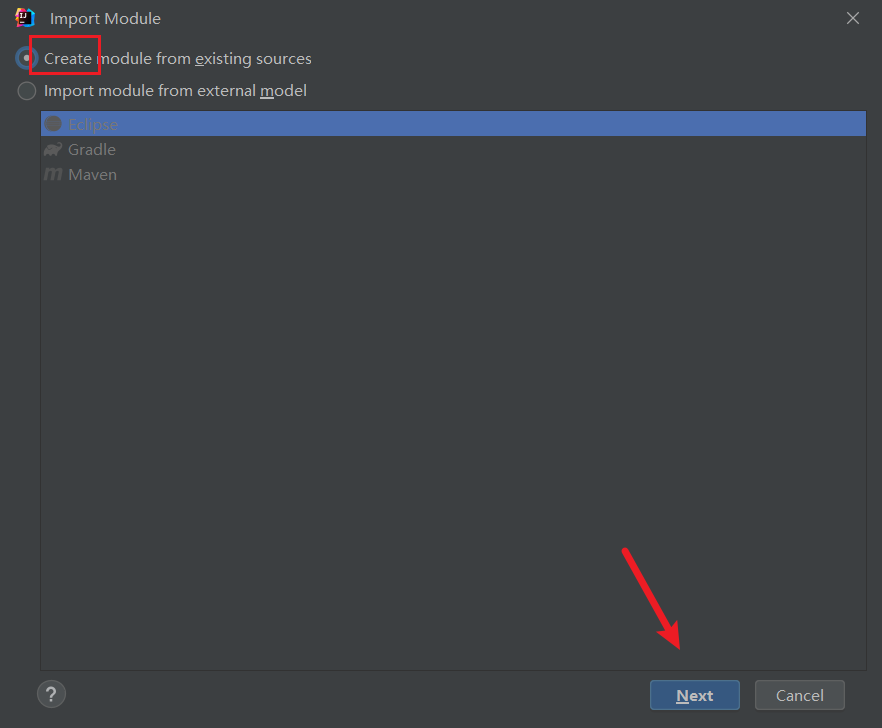 Import Module
Create module from existing sources
Import module from external model
Eclipse
Gradle
Maven
?
Next
Cancel